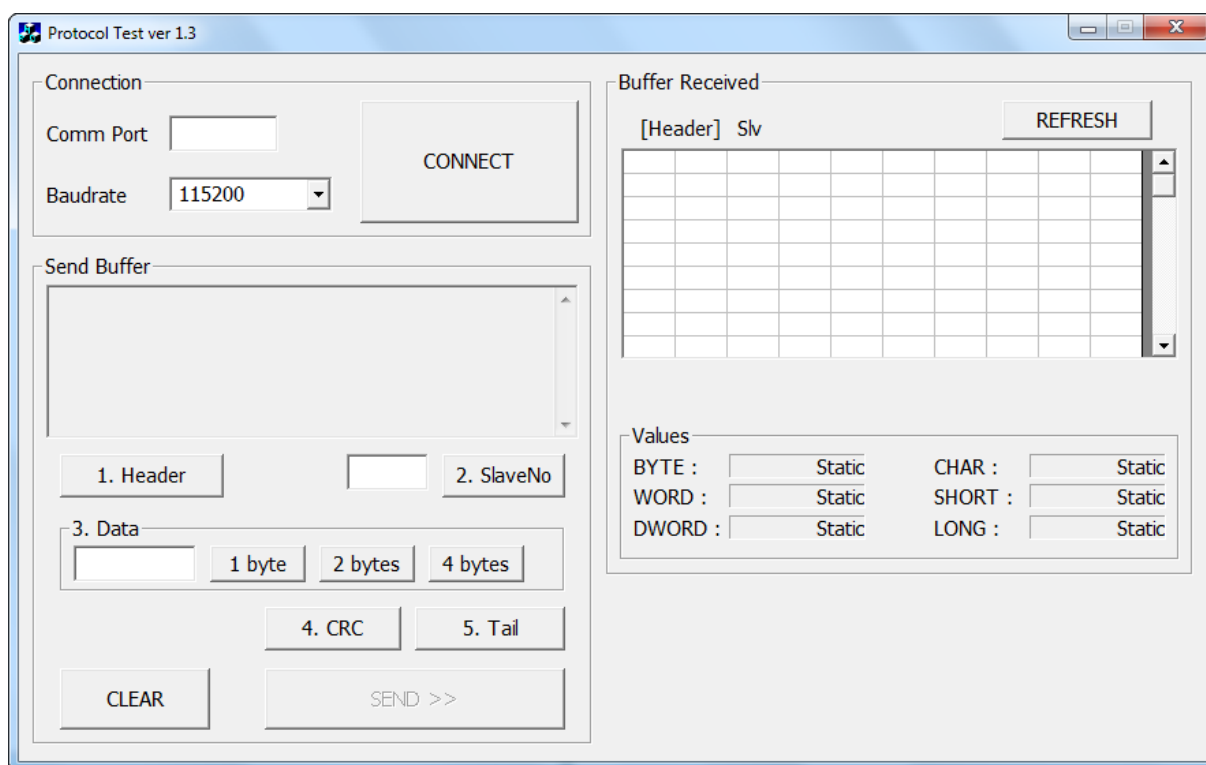 Protocol Test ver 1.3
Connection
Comm Port
CONNECT
Baudrate 115200
Send Buffer
1. Header
2. SlaveNo
3. Data
1 byte 2 bytes 4 bytes
4. CRC 5. Tail
CLEAR SEND >>
Buffer Received
[Header] Slv REFRESH
Values
BYTE : Static CHAR : Static
WORD : Static SHORT : Static
DWORD : Static LONG : Static